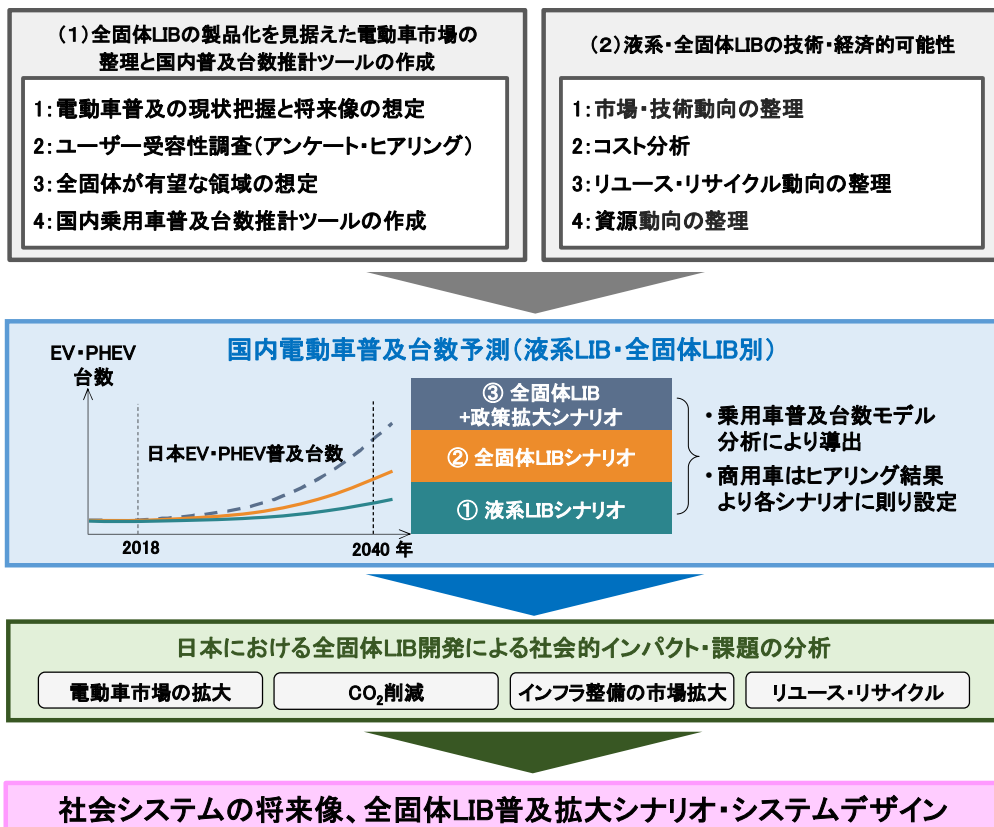 (1)全固体LIBの製品化を見据えた電動車市場の
整理と国内普及台数推計ツールの作成
1:電動車普及の現状把握と将来像の想定
2:ユーザー受容性調査(アンケート・ヒアリング)
3:全固体が有望な領域の想定
4:国内乗用車普及台数推計ツールの作成
(2)液系・全固体LIBの技術・経済的可能性
1:市場・技術動向の整理
2:コスト分析
3:リユース・リサイクル動向の整理
4:資源動向の整理
国内電動車普及台数予測(液系LIB・全固体LIB別)
EV・PHEV
台数
日本EV・PHEV普及台数
2018
2040 年
③ 全固体LIB
+政策拡大シナリオ
② 全固体LIBシナリオ
① 液系LIBシナリオ
・乗用車普及台数モデル
分析により導出
・商用車はヒアリング結果
より各シナリオに則り設定
日本における全固体LIB開発による社会的インパクト・課題の分析
電動車市場の拡大
CO₂削減
インフラ整備の市場拡大
リユース・リサイクル
社会システムの将来像、全固体LIB普及拡大シナリオ・システムデザイン